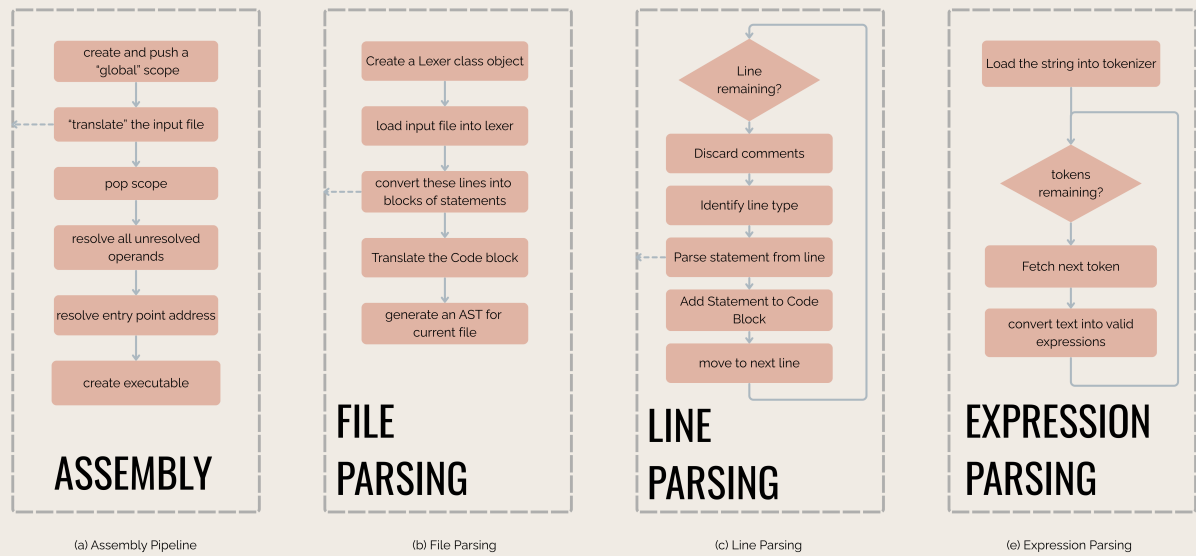 create and push a
“global” scope
“translate” the input file
pop scope
resolve all unresolved
operands
resolve entry point address
create executable
ASSEMBLY
(a) Assembly Pipeline
Create a Lexer class object
load input file into lexer
convert these lines into
blocks of statements
Translate the Code block
generate an AST for
current file
FILE
PARSING
(b) File Parsing
Line
remaining?
Discard comments
Identify line type
Parse statement from line
Add Statement to Code
Block
move to next line
LINE
PARSING
(c) Line Parsing
Load the string into tokenizer
tokens
remaining?
Fetch next token
convert text into valid
expressions
EXPRESSION
PARSING
(e) Expression Parsing